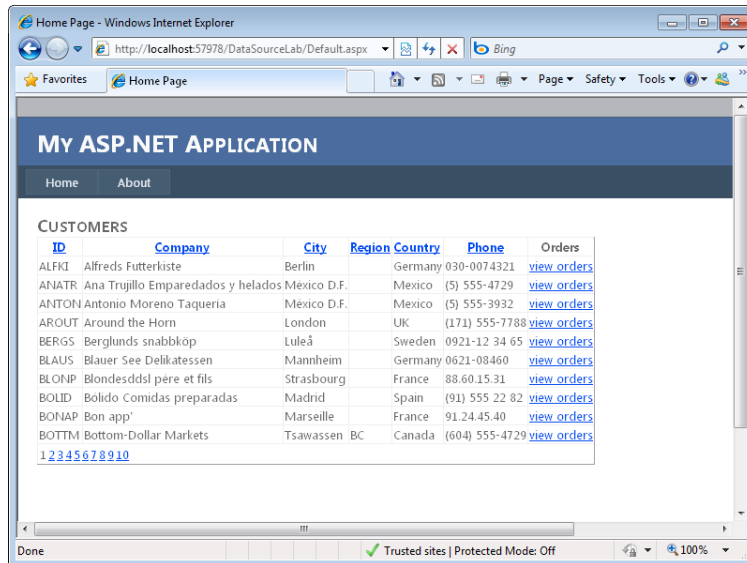 Home Page - Windows Internet Explorer
http://localhost:57978/DataSourceLab/Default.aspx Bing
Favorites Home Page Page Safety Tools »
MY ASP.NET APPLICATION
Home About
CUSTOMERS
ID Company City Region Country Phone Orders
ALFKI Alfreds Futterkiste Berlin Germany 030-0074321 view orders
ANATR Ana Trujillo Emparedados y helados México D.F. Mexico (5) 555-4729 view orders
ANTON Antonio Moreno Taquería México D.F. Mexico (5) 555-3932 view orders
AROUT Around the Horn London UK (171) 555-7788 view orders
BERGS Berglunds snabbköp Luleå Sweden 0921-12 34 65 view orders
BLAUS Blauer See Delikatessen Mannheim Germany 0621-08460 view orders
BLONP Blondesddsl père et fils Strasbourg France 88.60.15.31 view orders
BOLID Bólido Comidas preparadas Madrid Spain (91) 555 22 82 view orders
BONAP Bon app' Marseille France 91.24.45.40 view orders
BOTTM Bottom-Dollar Markets Tsawassen BC Canada (604) 555-4729 view orders
1 2 3 4 5 6 7 8 9 10
Done Trusted sites | Protected Mode: Off 100%